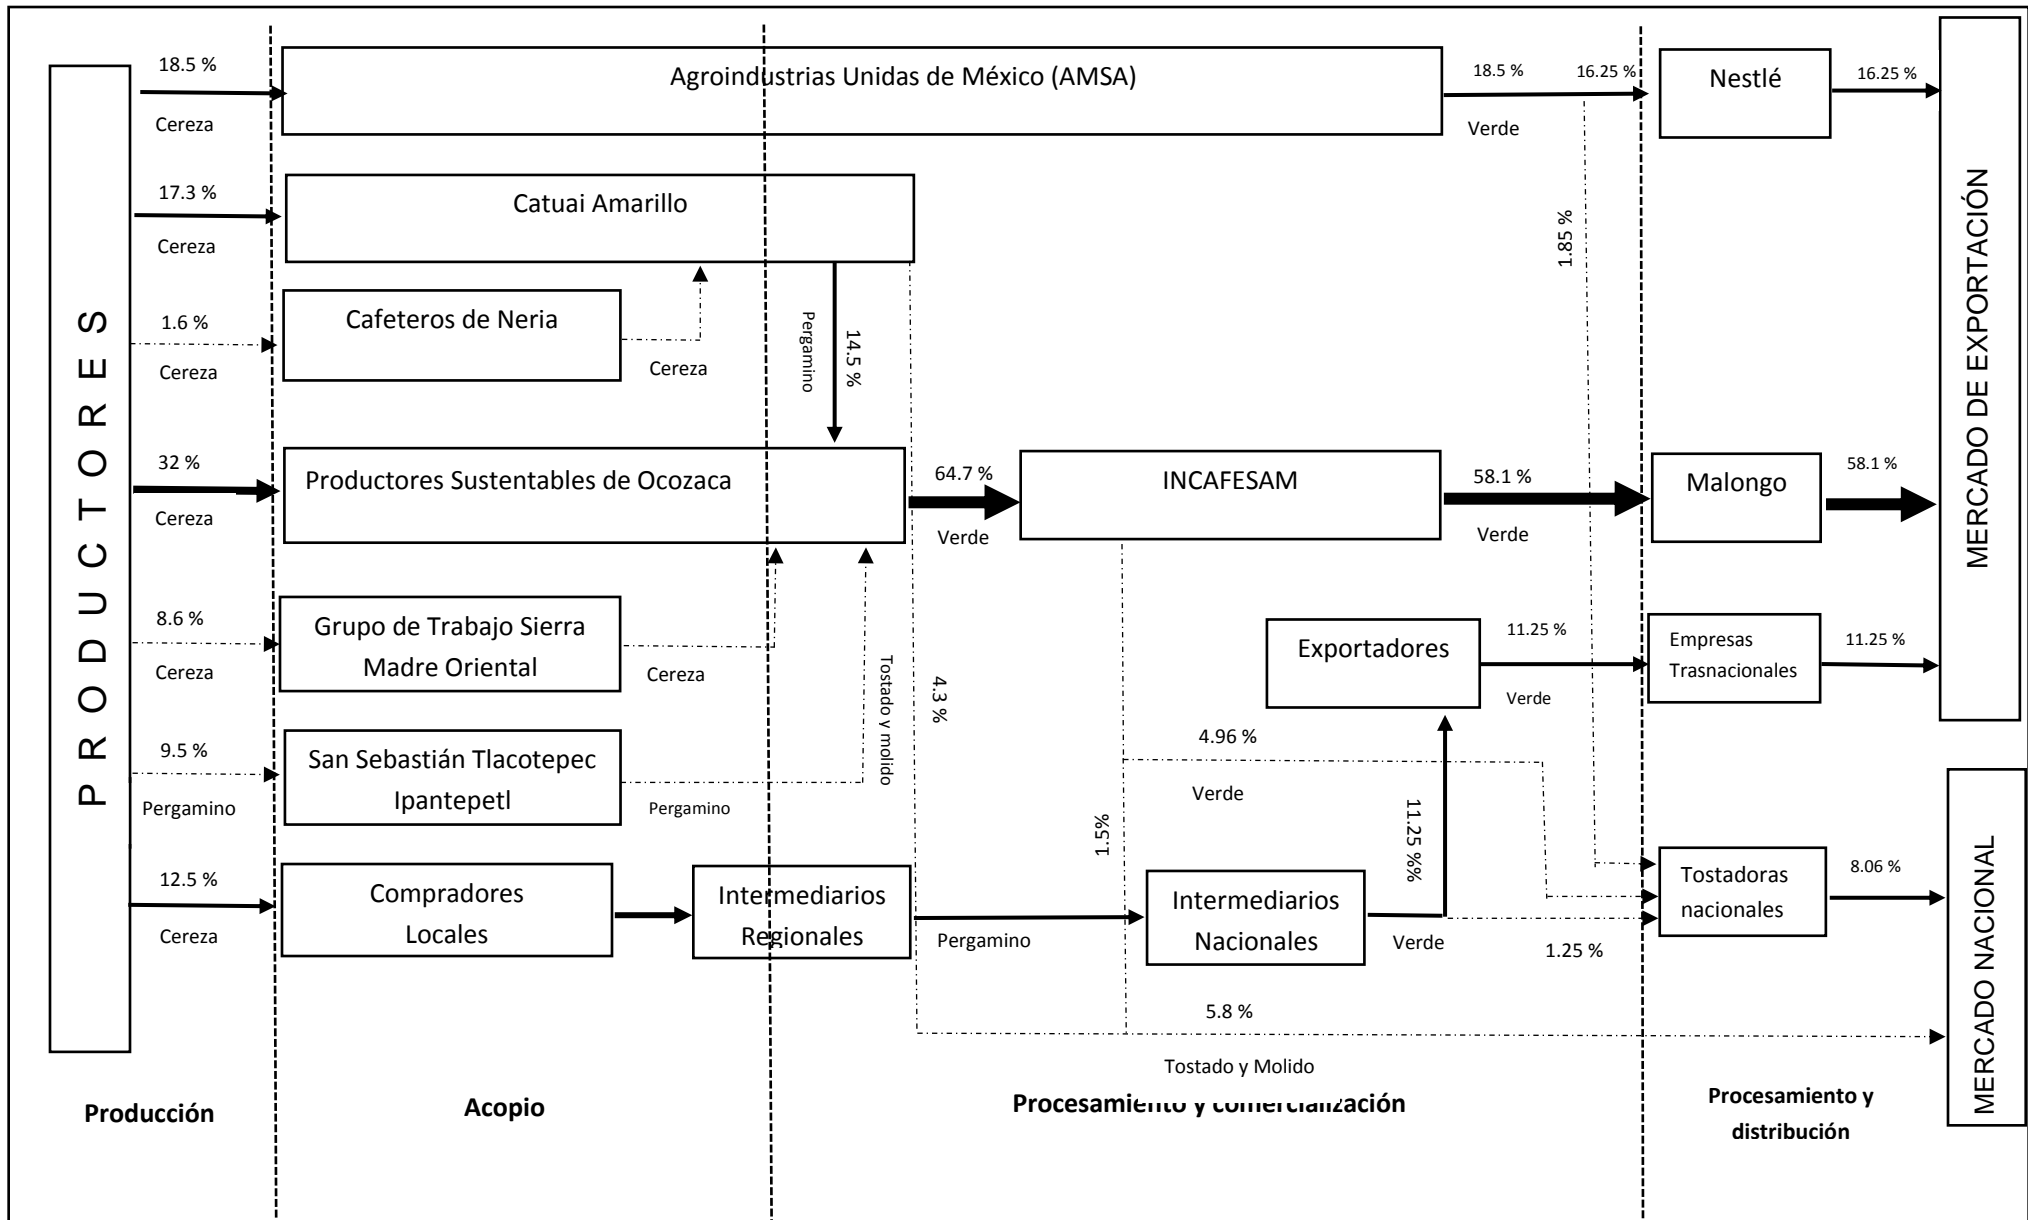 PRODUCTORES
18.5 %
Cereza
Agroindustrias Unidas de México (AMSA)
18.5 %
16.25 %
Verde
Nestlé
16.25 %
MERCADO DE EXPORTACIÓN
17.3 %
Cereza
Catuai Amarillo
1.85 %
1.6 %
Cereza
Cafeteros de Neria
Cereza
Pergamino
14.5 %
32 %
Cereza
Productores Sustentables de Ocozaca
64.7 %
Verde
INCAFESAM
58.1 %
Verde
Malongo
58.1 %
8.6 %
Cereza
Grupo de Trabajo Sierra
Madre Oriental
Cereza
Tostado y molido
4.3 %
Exportadores
11.25 %
Verde
Empresas
Trasnacionales
11.25 %
9.5 %
Pergamino
San Sebastián Tlacotepec
Ipantepetl
Pergamino
4.96 %
Verde
1.5%
11.25 %%
12.5 %
Cereza
Compradores
Locales
Intermediarios
Regionales
Pergamino
Intermediarios
Nacionales
Verde
1.25 %
Tostadoras
nacionales
8.06 %
MERCADO NACIONAL
5.8 %
Tostado y Molido
Producción
Acopio
Procesamiento y comercialización
Procesamiento y
distribución